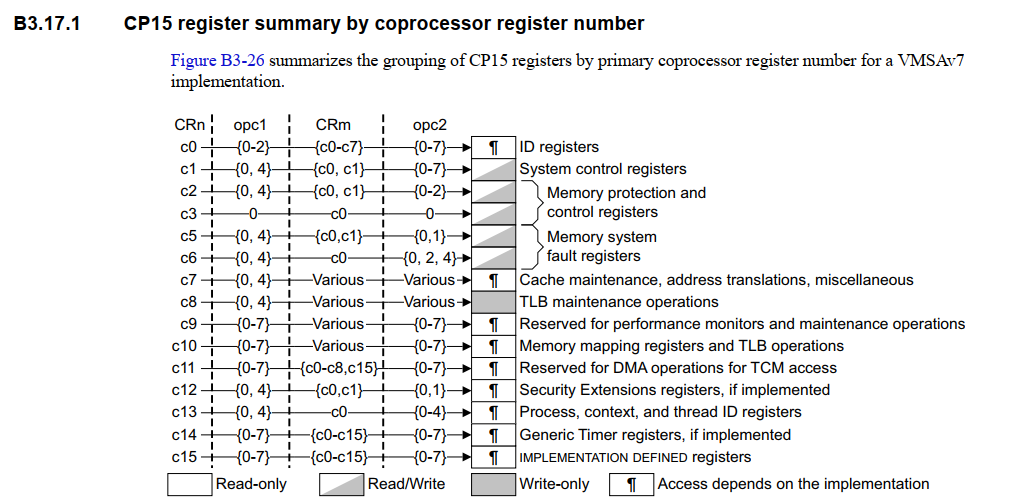 B3.17.1 CP15 register summary by coprocessor register number
Figure B3-26 summarizes the grouping of CP15 registers by primary coprocessor register number for a VMSAv7
implementation.
CRn opc1 CRm opc2
c0 {0-2} {c0-c7} {0-7} ¶ ID registers
c1 {0, 4} {c0, c1} {0-7} System control registers
c2 {0, 4} {c0, c1} {0-2} Memory protection and
c3 0 c0 0 control registers
c5 {0, 4} {c0,c1} {0,1} Memory system
c6 {0, 4} c0 {0, 2, 4} fault registers
c7 {0, 4} Various Various ¶ Cache maintenance, address translations, miscellaneous
c8 {0, 4} Various Various TLB maintenance operations
c9 {0-7} Various {0-7} ¶ Reserved for performance monitors and maintenance operations
c10 {0-7} Various {0-7} ¶ Memory mapping registers and TLB operations
c11 {0-7} {c0-c8,c15} {0-7} ¶ Reserved for DMA operations for TCM access
c12 {0, 4} {c0,c1} {0,1} ¶ Security Extensions registers, if implemented
c13 {0, 4} c0 {0-4} ¶ Process, context, and thread ID registers
c14 {0-7} {c0-c15} {0-7} ¶ Generic Timer registers, if implemented
c15 {0-7} {c0-c15} {0-7} ¶ IMPLEMENTATION DEFINED registers
Read-only Read/Write Write-only ¶ Access depends on the implementation